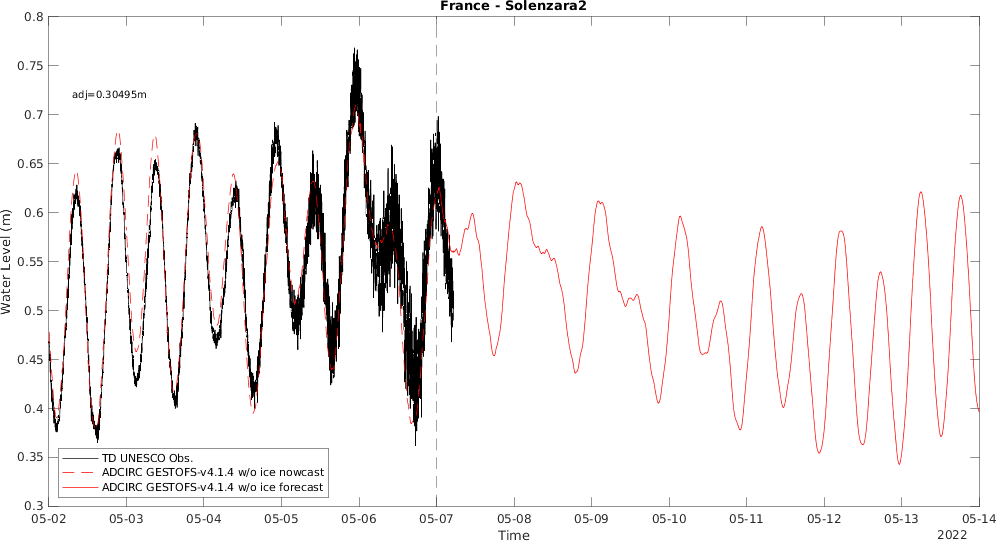 France - Solenzara2
0.8
0.75
0.7
0.65
0.6
0.55
0.5
0.45
0.4
0.35
0.3
Water Level (m)
adj=0.30495m
TD UNESCO Obs.
ADCIRC GESTOFS-v4.1.4 w/o ice nowcast
ADCIRC GESTOFS-v4.1.4 w/o ice forecast
05-02 05-03 05-04 05-05 05-06 05-07 05-08 05-09 05-10 05-11 05-12 05-13 05-14
Time
2022